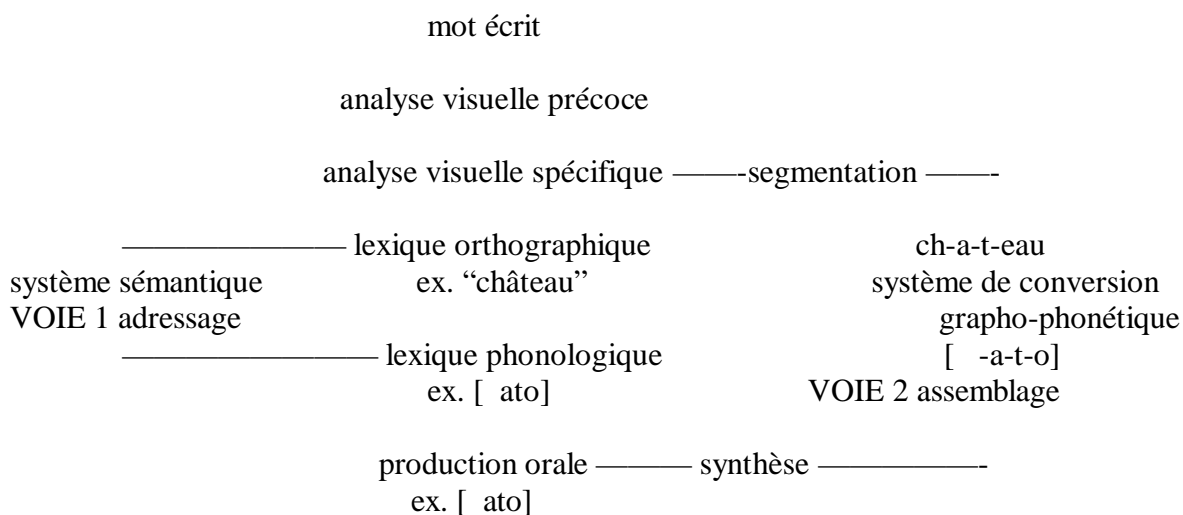 mot écrit
analyse visuelle précoce
analyse visuelle spécifique ——-segmentation ——-
——————— lexique orthographique ch-a-t-eau
système sémantique ex. “château” système de conversion
VOIE 1 adressage grapho-phonétique
———————— lexique phonologique [ -a-t-o]
ex. [ ato] VOIE 2 assemblage
production orale ——— synthèse —————-
ex. [ ato]